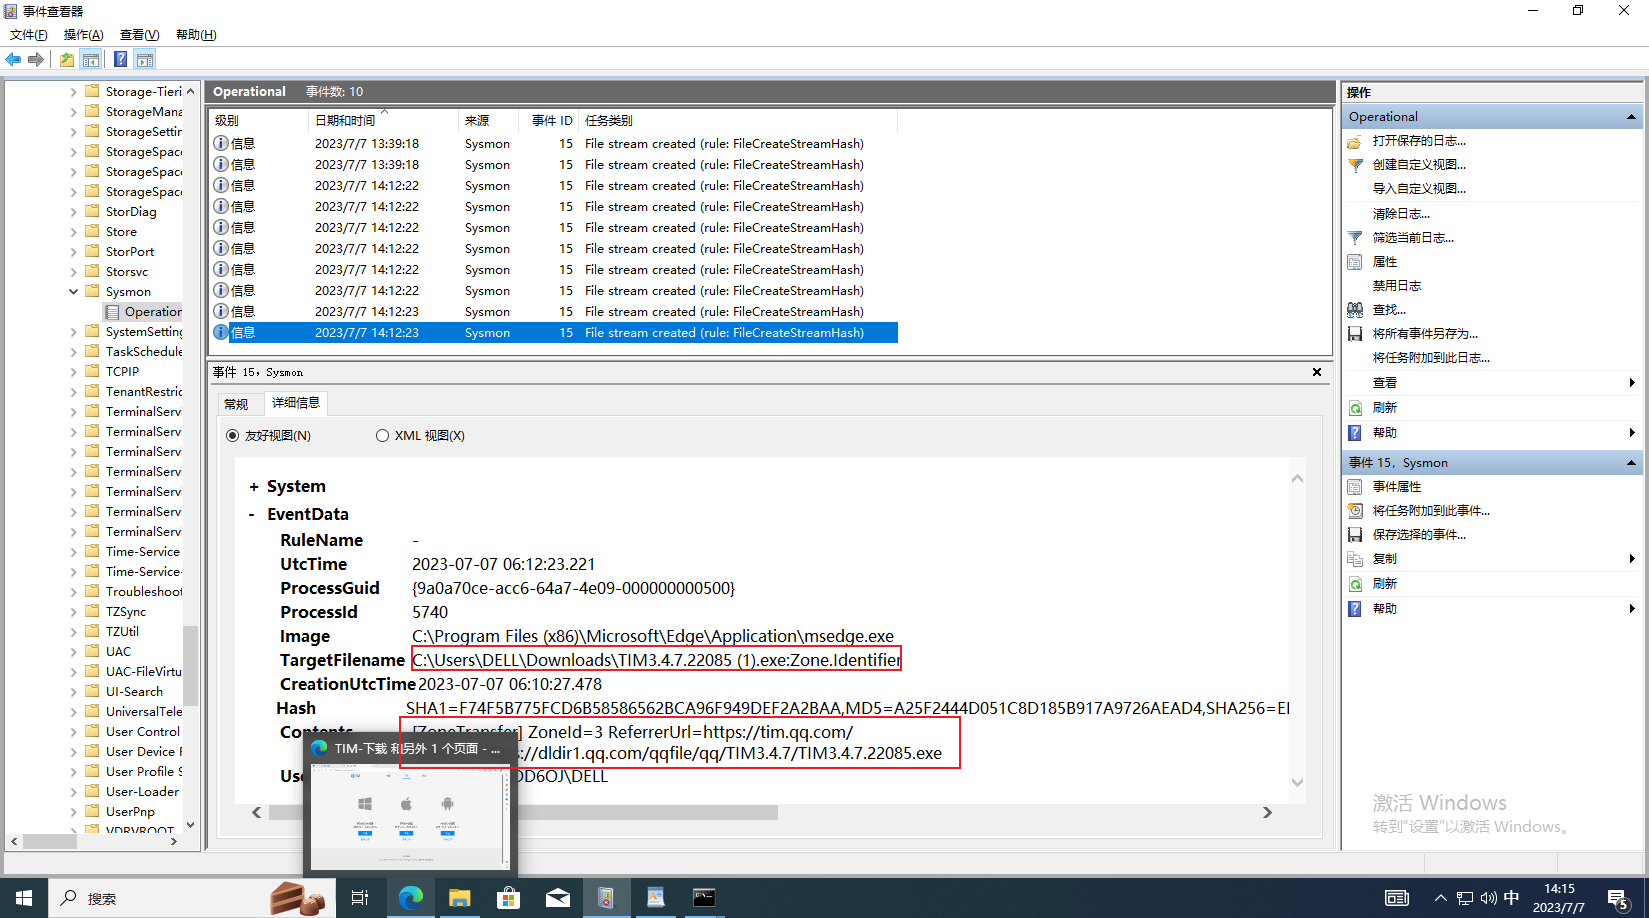 事件查看器
文件(F) 操作(A) 查看(V) 帮助(H)
Storage-Tieri
StorageMana
StorageSettin
StorageSpace
StorageSpace
StorageSpace
StorDiag
Store
StorPort
Storsvc
Sysmon
Operation
SystemSetting
TaskSchedule
TCPIP
TenantRestric
TerminalServ
TerminalServ
TerminalServ
TerminalServ
TerminalServ
TerminalServ
TerminalServ
Time-Service
Time-Service-
Troubleshoot
TZSync
TZUtil
UAC
UAC-FileVirtu
UI-Search
UniversalTele
User Control
User Device R
User Profile S
User-Loader
UserPnp
VDRVROOT
Operational 事件数: 10
级别 日期和时间 来源 事件 ID 任务类别
信息 2023/7/7 13:39:18 Sysmon 15 File stream created (rule: FileCreateStreamHash)
信息 2023/7/7 13:39:18 Sysmon 15 File stream created (rule: FileCreateStreamHash)
信息 2023/7/7 14:12:22 Sysmon 15 File stream created (rule: FileCreateStreamHash)
信息 2023/7/7 14:12:22 Sysmon 15 File stream created (rule: FileCreateStreamHash)
信息 2023/7/7 14:12:22 Sysmon 15 File stream created (rule: FileCreateStreamHash)
信息 2023/7/7 14:12:22 Sysmon 15 File stream created (rule: FileCreateStreamHash)
信息 2023/7/7 14:12:22 Sysmon 15 File stream created (rule: FileCreateStreamHash)
信息 2023/7/7 14:12:22 Sysmon 15 File stream created (rule: FileCreateStreamHash)
信息 2023/7/7 14:12:23 Sysmon 15 File stream created (rule: FileCreateStreamHash)
信息 2023/7/7 14:12:23 Sysmon 15 File stream created (rule: FileCreateStreamHash)
事件 15，Sysmon
常规 详细信息
友好视图(N) XML 视图(X)
+ System
- EventData
RuleName -
UtcTime 2023-07-07 06:12:23.221
ProcessGuid {9a0a70ce-acc6-64a7-4e09-000000000500}
ProcessId 5740
Image C:\Program Files (x86)\Microsoft\Edge\Application\msedge.exe
TargetFilename C:\Users\DELL\Downloads\TIM3.4.7.22085 (1).exe:Zone.Identifier
CreationUtcTime 2023-07-07 06:10:27.478
Hash SHA1=F74F5B775FCD6B58586562BCA96F949DEF2A2BAA,MD5=A25F2444D051C8D185B917A9726AEAD4,SHA256=EI
Contents [ZoneTransfer] ZoneId=3 ReferrerUrl=https://tim.qq.com/
s://dldir1.qq.com/qqfile/qq/TIM3.4.7/TIM3.4.7.22085.exe
Us DD6OJ\DELL
TIM-下载 和另外 1 个页面 - ...
操作
Operational
打开保存的日志...
创建自定义视图...
导入自定义视图...
清除日志...
筛选当前日志...
属性
禁用日志
查找...
将所有事件另存为...
将任务附加到此日志...
查看
刷新
帮助
事件 15，Sysmon
事件属性
将任务附加到此事件...
保存选择的事件...
复制
刷新
帮助
激活 Windows
转到"设置"以激活 Windows。
搜索
中
14:15
2023/7/7
5